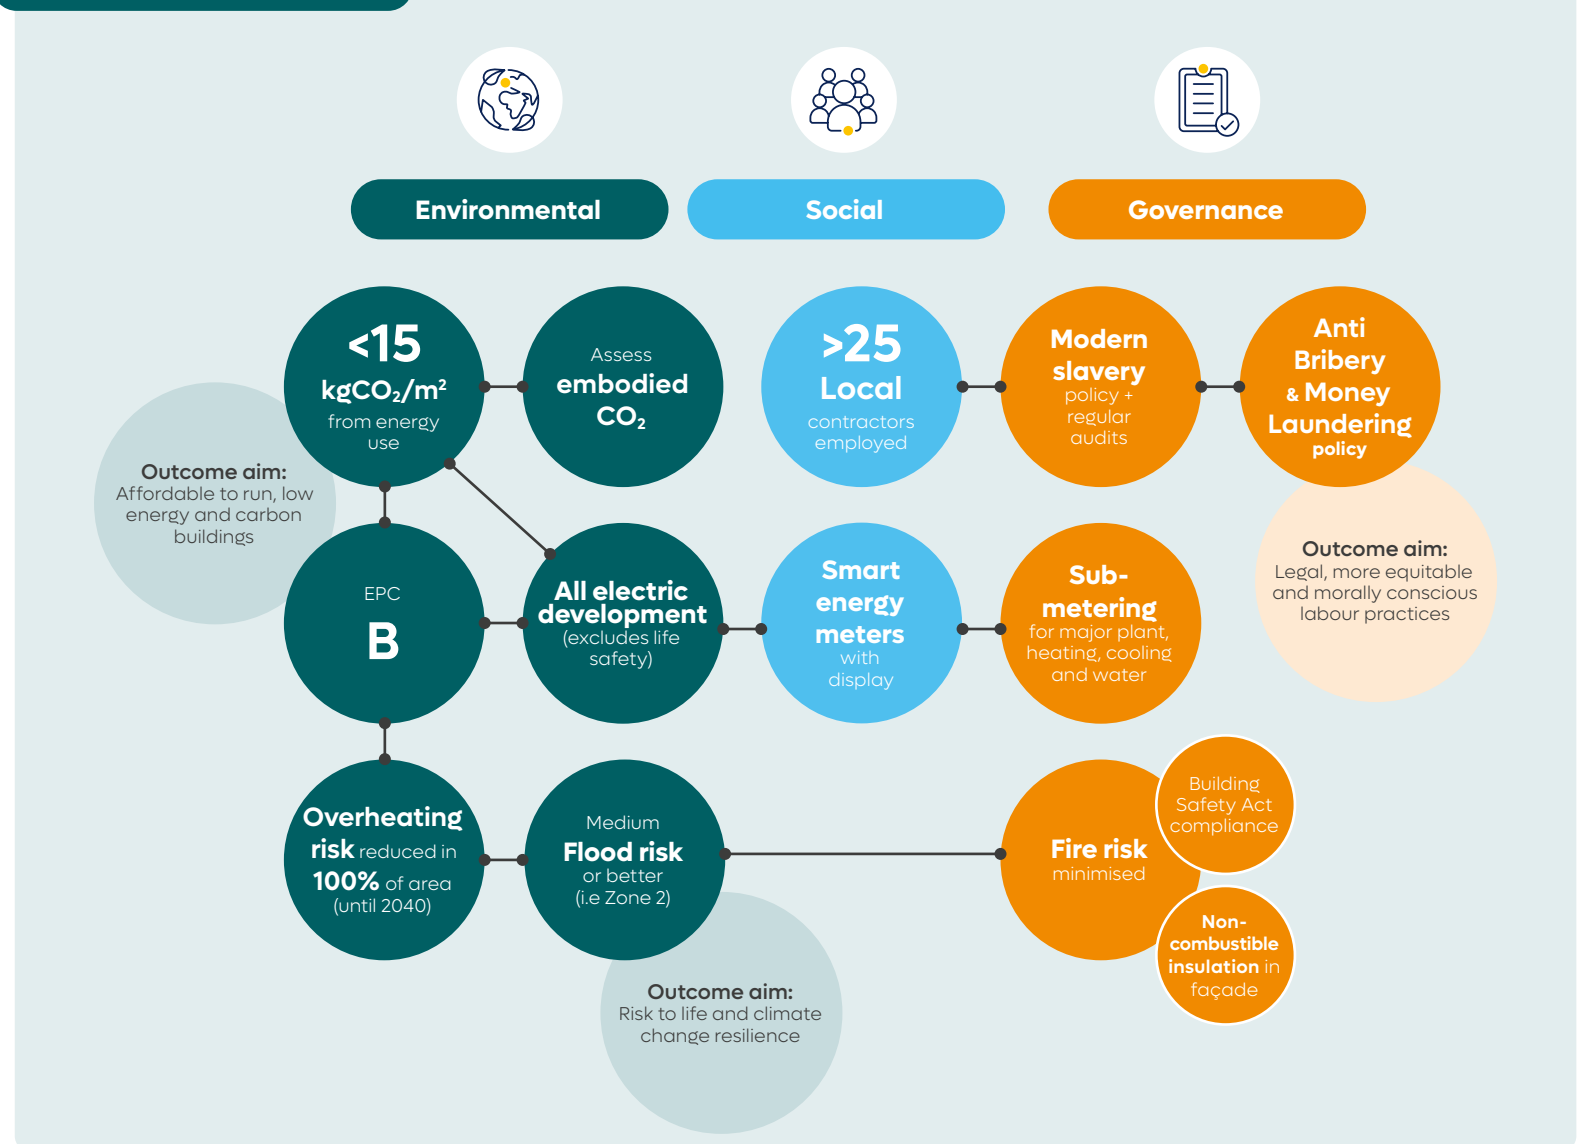 Environmental
Social
Governance
<15
kgCO₂/m²
from energy
use
Assess
embodied
CO₂
>25
Local
contractors
employed
Modern
slavery
policy +
regular
audits
Anti
Bribery
& Money
Laundering
policy
Outcome aim:
Affordable to run, low
energy and carbon
buildings
EPC
B
All electric
development
(excludes life
safety)
Smart
energy
meters
with
display
Sub-
metering
for major plant,
heating, cooling
and water
Outcome aim:
Legal, more equitable
and morally conscious
labour practices
Overheating
risk reduced in
100% of area
(until 2040)
Medium
Flood risk
or better
(i.e Zone 2)
Fire risk
minimised
Building
Safety Act
compliance
Non-
combustible
insulation in
façade
Outcome aim:
Risk to life and climate
change resilience